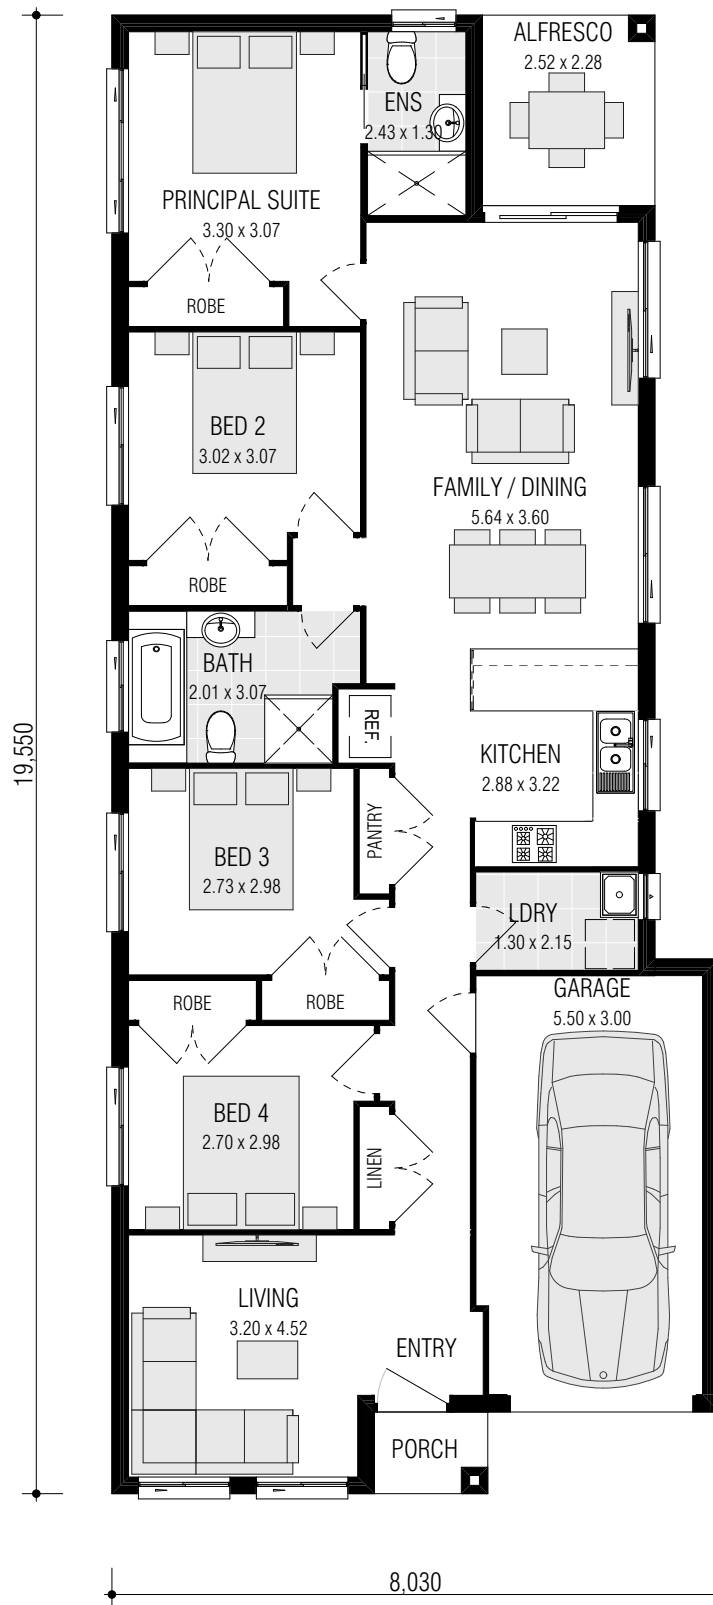 ALFRESCO
2.52 x 2.28
ENS
2.43 x 1.30
PRINCIPAL SUITE
3.30 x 3.07
ROBE
BED 2
3.02 x 3.07
FAMILY / DINING
5.64 x 3.60
ROBE
BATH
2.01 x 3.07
REF.
KITCHEN
2.88 x 3.22
19,550
PANTRY
BED 3
2.73 x 2.98
LDRY
1.30 x 2.15
GARAGE
5.50 x 3.00
ROBE
ROBE
BED 4
2.70 x 2.98
LINEN
LIVING
3.20 x 4.52
ENTRY
PORCH
8,030